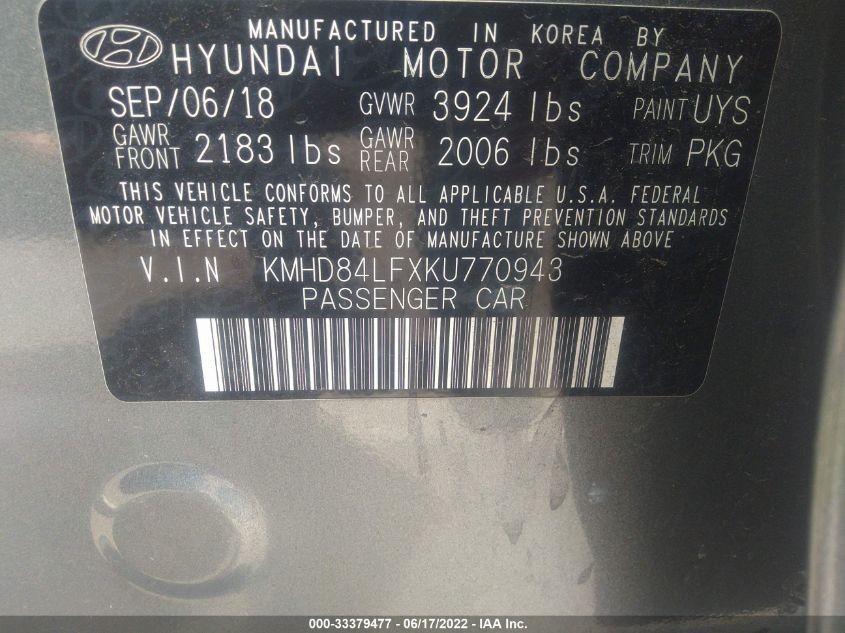 MANUFACTURED IN KOREA BY
HYUNDAI MOTOR COMPANY
SEP/06/18 GVWR 3924 lbs PAINT UYS
GAWR FRONT 2183 lbs GAWR REAR 2006 lbs TRIM PKG
THIS VEHICLE CONFORMS TO ALL APPLICABLE U.S.A. FEDERAL
MOTOR VEHICLE SAFETY, BUMPER, AND THEFT PREVENTION STANDARDS
IN EFFECT ON THE DATE OF MANUFACTURE SHOWN ABOVE
V.I.N KMHD84LFXKU770943
PASSENGER CAR
000-33379477 - 06/17/2022 - IAA Inc.